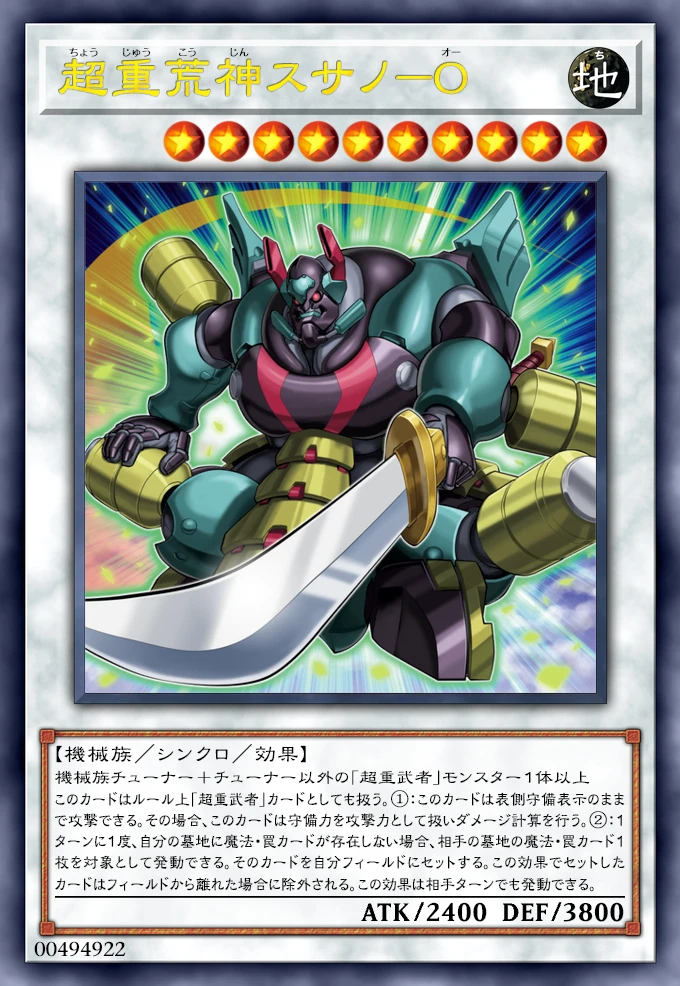 ちょう じゅう こう じん オー
超重荒神スサノーO
ち
地
【機械族／シンクロ／効果】
機械族チューナー＋チューナー以外の「超重武者」モンスター1体以上
このカードはルール上「超重武者」カードとしても扱う。①：このカードは表側守備表示のまま
で攻撃できる。その場合、このカードは守備力を攻撃力として扱いダメージ計算を行う。②：1
ターンに1度、自分の墓地に魔法・罠カードが存在しない場合、相手の墓地の魔法・罠カード1
枚を対象として発動できる。そのカードを自分フィールドにセットする。この効果でセットした
カードはフィールドから離れた場合に除外される。この効果は相手ターンでも発動できる。
ATK/2400 DEF/3800
00494922